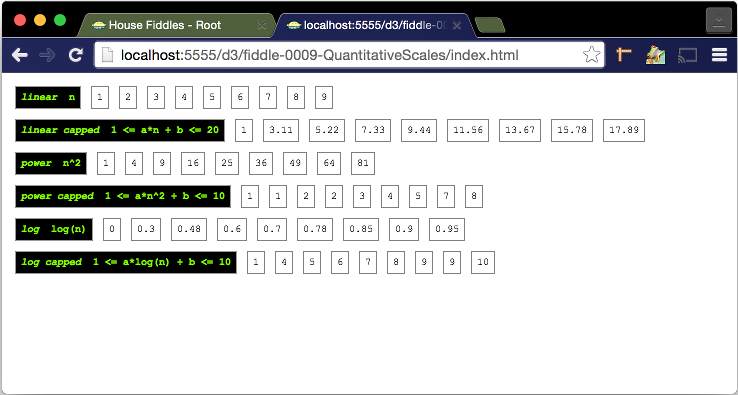 House Fiddles - Root localhost:5555/d3/fiddle-00
localhost:5555/d3/fiddle-0009-QuantitativeScales/index.html
linear n 1 2 3 4 5 6 7 8 9
linear capped 1 <= a*n + b <= 20 1 3.11 5.22 7.33 9.44 11.56 13.67 15.78 17.89
power n^2 1 4 9 16 25 36 49 64 81
power capped 1 <= a*n^2 + b <= 10 1 1 2 2 3 4 5 7 8
log log(n) 0 0.3 0.48 0.6 0.7 0.78 0.85 0.9 0.95
log capped 1 <= a*log(n) + b <= 10 1 4 5 6 7 8 9 9 10